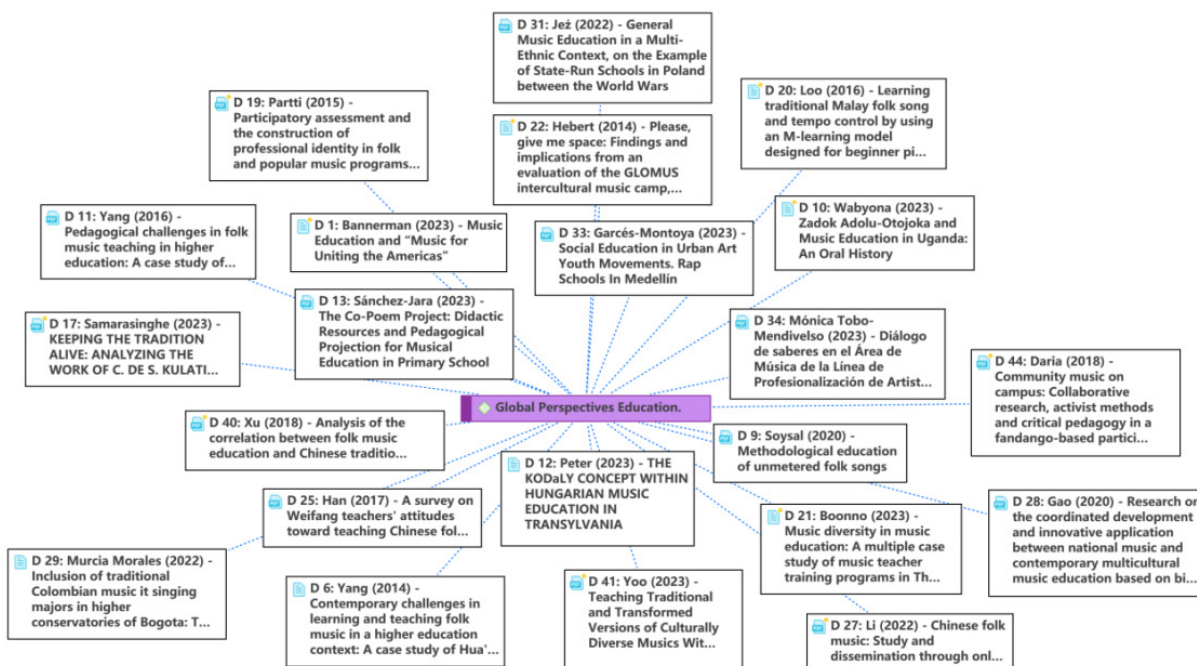 D 31: Jeż (2022) - General
Music Education in a Multi-
Ethnic Context, on the Example
of State-Run Schools in Poland
between the World Wars
D 19: Partti (2015) -
Participatory assessment and
the construction of
professional identity in folk
and popular music programs...
D 22: Hebert (2014) - Please,
give me space: Findings and
implications from an
evaluation of the GLOMUS
intercultural music camp,...
D 20: Loo (2016) - Learning
traditional Malay folk song
and tempo control by using
an M-learning model
designed for beginner pi...
D 11: Yang (2016) -
Pedagogical challenges in folk
music teaching in higher
education: A case study of...
D 1: Bannerman (2023) - Music
Education and “Music for
Uniting the Americas”
D 33: Garcés-Montoya (2023) -
Social Education in Urban Art
Youth Movements. Rap
Schools In Medellín
D 10: Wabyona (2023) -
Zadok Adolu-Otojoka and
Music Education in Uganda:
An Oral History
D 17: Samarasinghe (2023) -
KEEPING THE TRADITION
ALIVE: ANALYZING THE
WORK OF C. DE S. KULATI...
D 13: Sánchez-Jara (2023) -
The Co-Poem Project: Didactic
Resources and Pedagogical
Projection for Musical
Education in Primary School
D 34: Mónica Tobo-
Mendivelso (2023) - Diálogo
de saberes en el Área de
Música de la Línea de
Profesionalización de Artist...
D 44: Daria (2018) -
Community music on
campus: Collaborative
research, activist methods
and critical pedagogy in a
fandango-based partici...
Global Perspectives Education.
D 40: Xu (2018) - Analysis of the
correlation between folk music
education and Chinese traditio...
D 12: Peter (2023) - THE
KODaLY CONCEPT WITHIN
HUNGARIAN MUSIC
EDUCATION IN
TRANSYLVANIA
D 9: Soysal (2020) -
Methodological education
of unmetered folk songs
D 25: Han (2017) - A survey on
Weifang teachers' attitudes
toward teaching Chinese fol...
D 21: Boonno (2023) -
Music diversity in music
education: A multiple case
study of music teacher
training programs in Th...
D 28: Gao (2020) - Research on
the coordinated development
and innovative application
between national music and
contemporary multicultural
music education based on bi...
D 29: Murcia Morales (2022) -
Inclusion of traditional
Colombian music it singing
majors in higher
conservatories of Bogota: T...
D 6: Yang (2014) -
Contemporary challenges in
learning and teaching folk
music in a higher education
context: A case study of Hua'...
D 41: Yoo (2023) -
Teaching Traditional
and Transformed
Versions of Culturally
Diverse Musics Wit...
D 27: Li (2022) - Chinese folk
music: Study and
dissemination through onl...